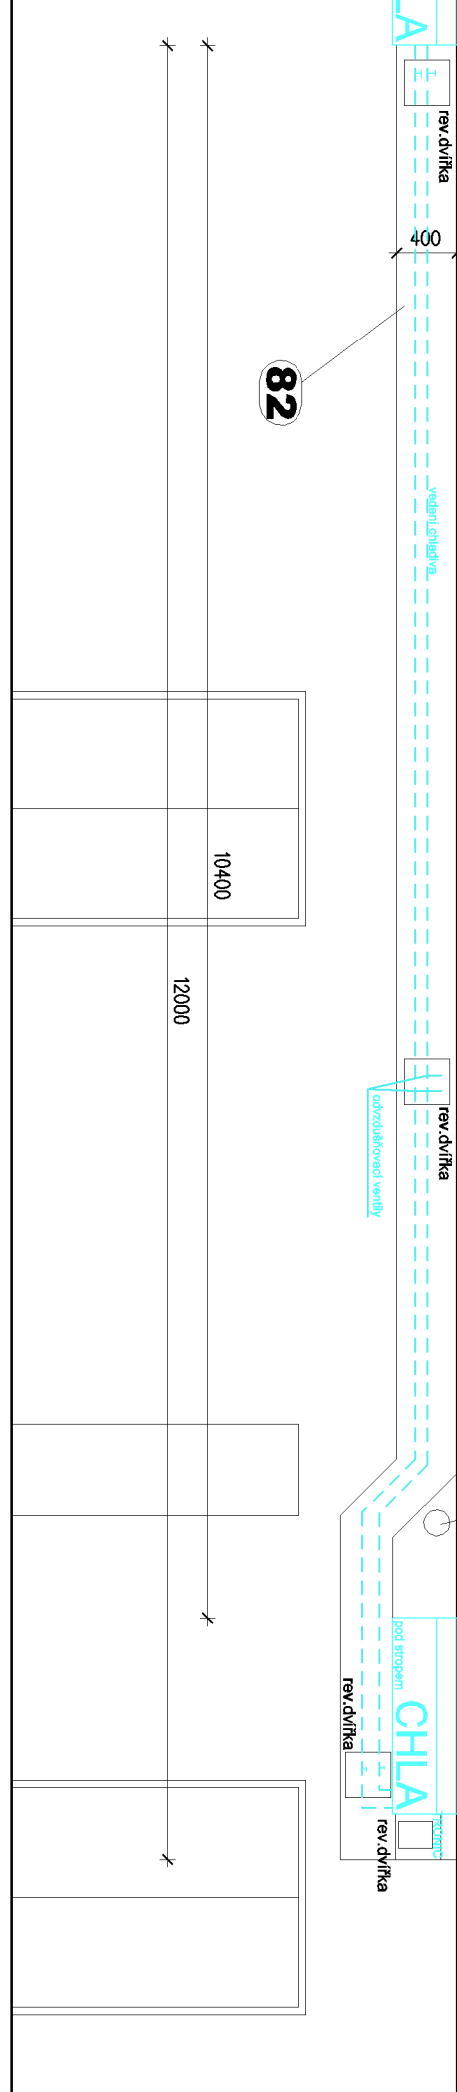 LA
rev.dvířka
400
82
vedení chladiva
10400
12000
rev.dvířka
odvzdušňovací ventily
pod stropem
CHLA
rev.dvířka
rev.dvířka